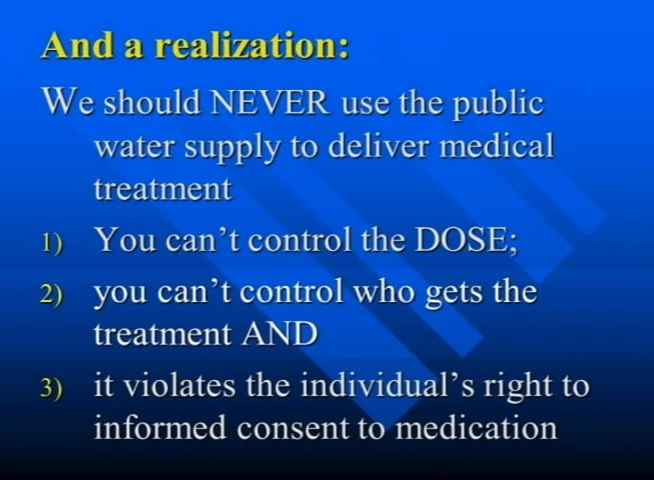 And a realization:
We should NEVER use the public
water supply to deliver medical
treatment
1) You can't control the DOSE;
2) you can't control who gets the
treatment AND
3) it violates the individual's right to
informed consent to medication